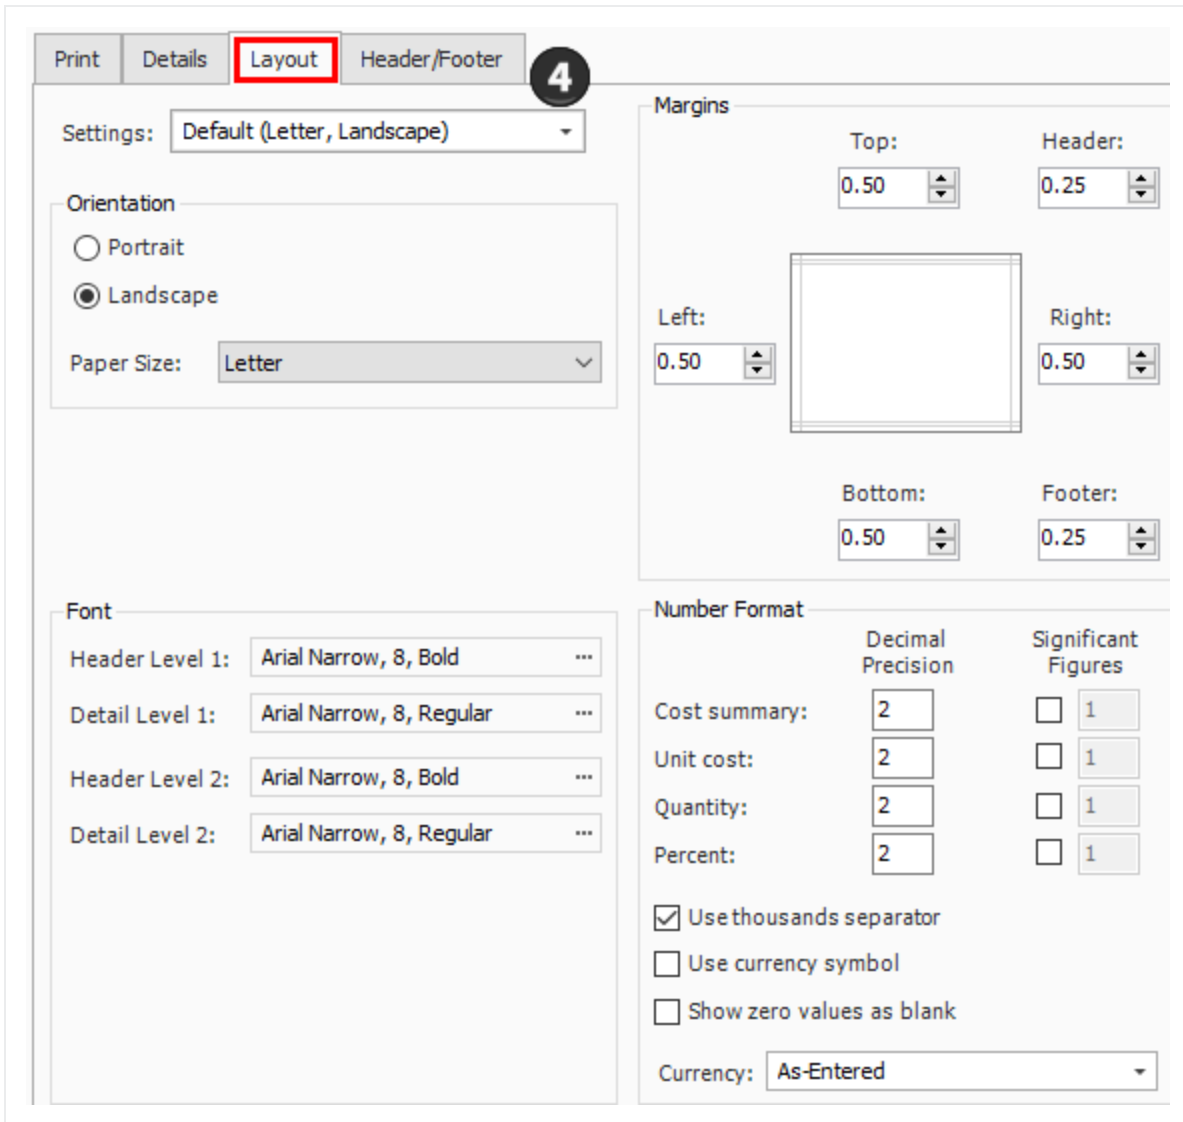 Print Details Layout Header/Footer
4
Settings: Default (Letter, Landscape)
Orientation
Portrait
Landscape
Paper Size: Letter
Margins
Top: Header:
0.50 0.25
Left: Right:
0.50 0.50
Bottom: Footer:
0.50 0.25
Font
Header Level 1: Arial Narrow, 8, Bold ...
Detail Level 1: Arial Narrow, 8, Regular ...
Header Level 2: Arial Narrow, 8, Bold ...
Detail Level 2: Arial Narrow, 8, Regular ...
Number Format
Decimal Significant
Precision Figures
Cost summary: 2 1
Unit cost: 2 1
Quantity: 2 1
Percent: 2 1
Use thousands separator
Use currency symbol
Show zero values as blank
Currency: As-Entered